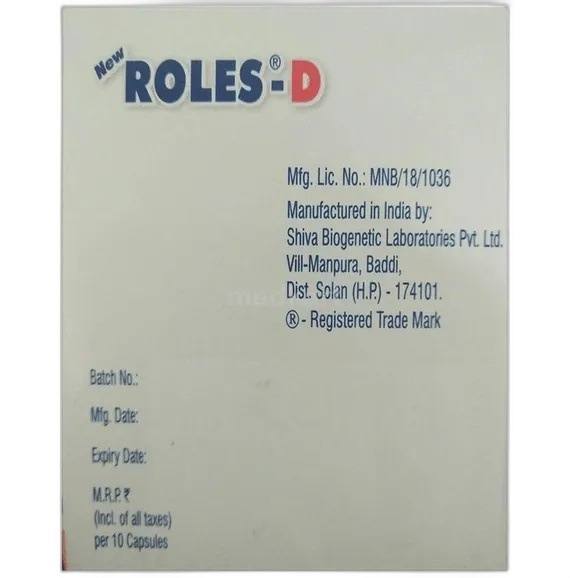 New
ROLES®-D
Mfg. Lic. No.: MNB/18/1036
Manufactured in India by:
Shiva Biogenetic Laboratories Pvt. Ltd.
Vill-Manpura, Baddi,
Dist. Solan (H.P.) - 174101.
® - Registered Trade Mark
Batch No.:
Mfg. Date:
Expiry Date:
M.R.P. ₹
(Incl. of all taxes)
per 10 Capsules